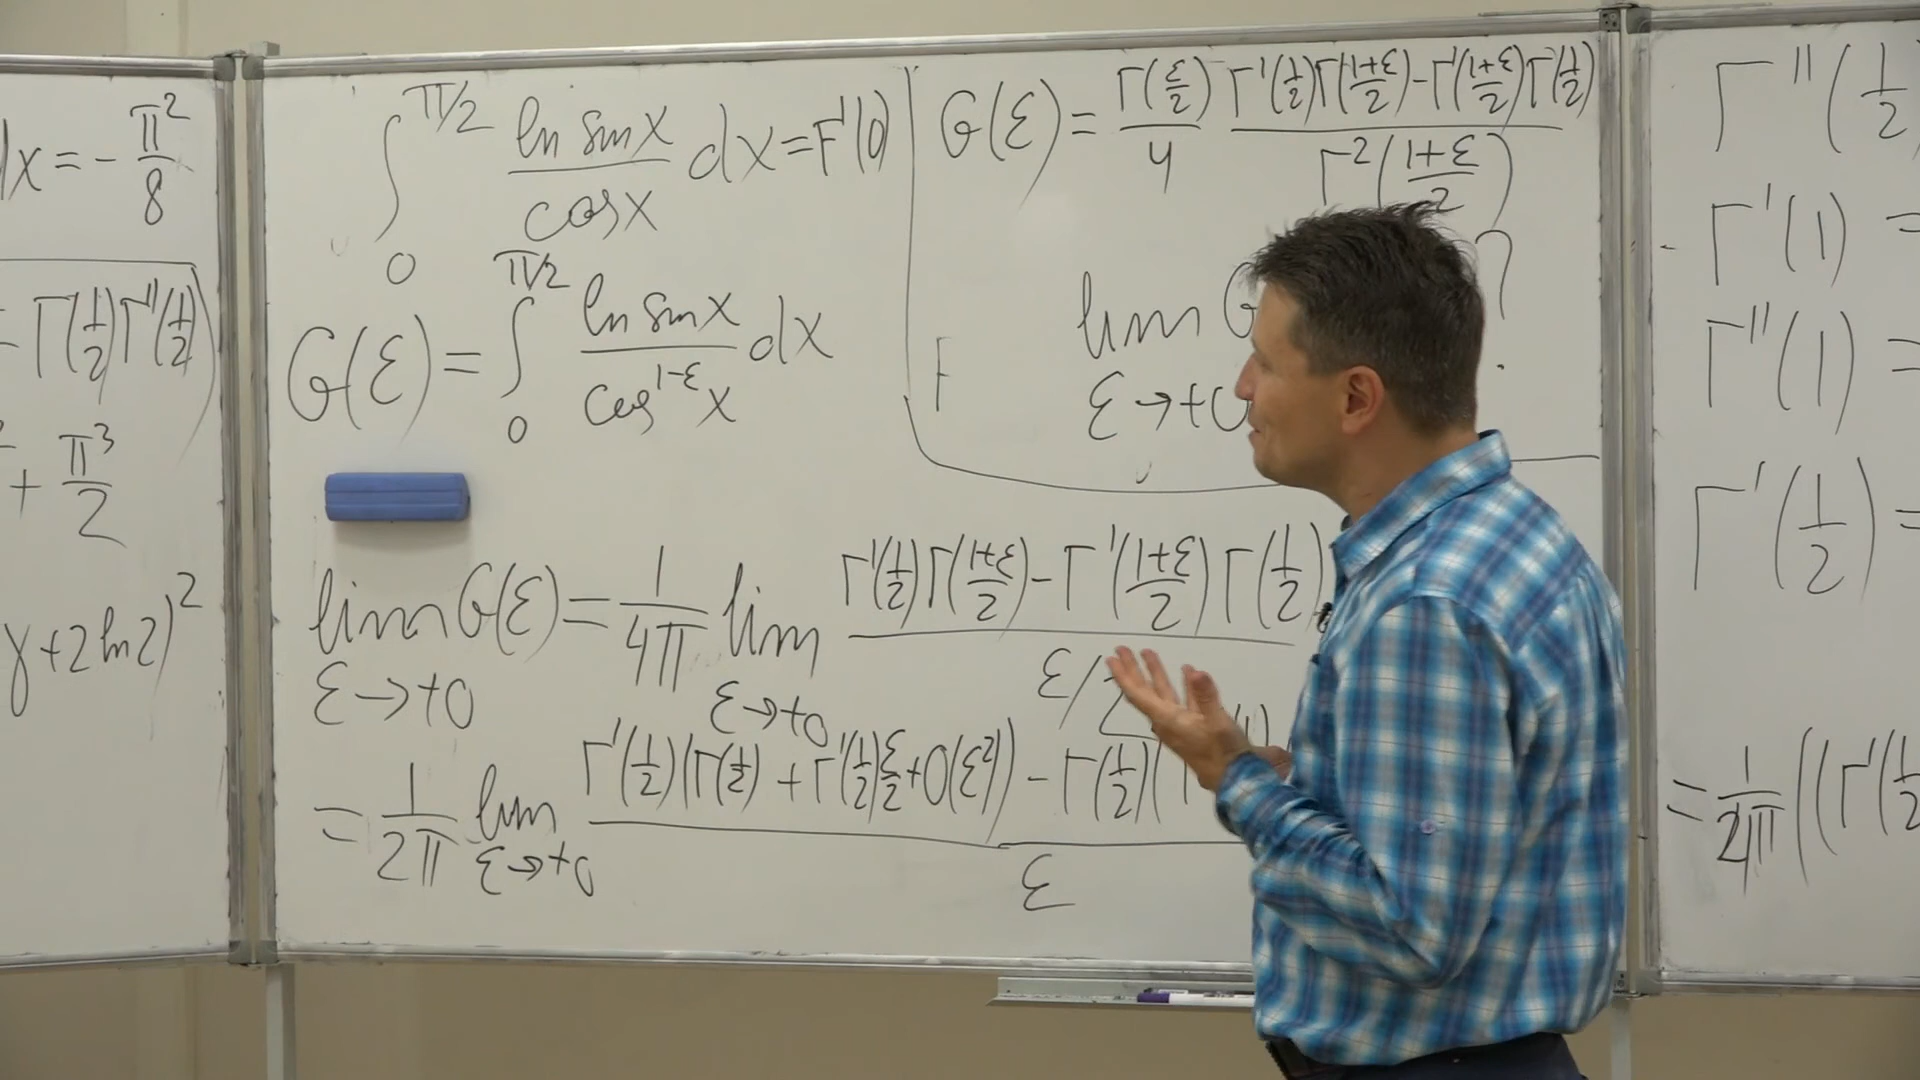 dx = - π²/8
= Γ(1/2)Γ''(1/2)
+ π³/2
γ+2ln2)²
∫₀^{π/2} ln sin x / cos x dx = F'(0)
G(ε) = ∫₀^{π/2} ln sin x / cos^{1-ε} x dx
G(ε) = Γ(ε/2)/4 (Γ'(1/2)Γ((1+ε)/2) - Γ'((1+ε)/2)Γ(1/2)) / Γ²((1+ε)/2)
lim G ?
ε→+0
F
lim G(ε) = 1/4π lim (Γ'(1/2)Γ((1+ε)/2) - Γ'((1+ε)/2)Γ(1/2)) / ε/2
ε→+0 ε→+0
= 1/2π lim (Γ'(1/2)(Γ(1/2) + Γ'(1/2)ε/2 + O(ε²)) - Γ(1/2)(Γ' / ε
ε→+0
Γ''(1/2
Γ'(1) =
Γ''(1) =
Γ'(1/2) =
= 1/4π ((Γ'(1/2